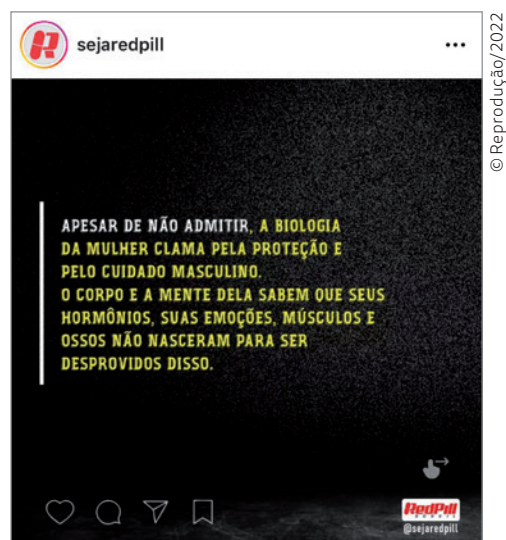 sejaredpill
© Reprodução/2022
APESAR DE NÃO ADMITIR, A BIOLOGIA
DA MULHER CLAMA PELA PROTEÇÃO E
PELO CUIDADO MASCULINO.
O CORPO E A MENTE DELA SABEM QUE SEUS
HORMÔNIOS, SUAS EMOÇÕES, MÚSCULOS E
OSSOS NÃO NASCERAM PARA SER
DESPROVIDOS DISSO.
RedPill
@sejaredpill